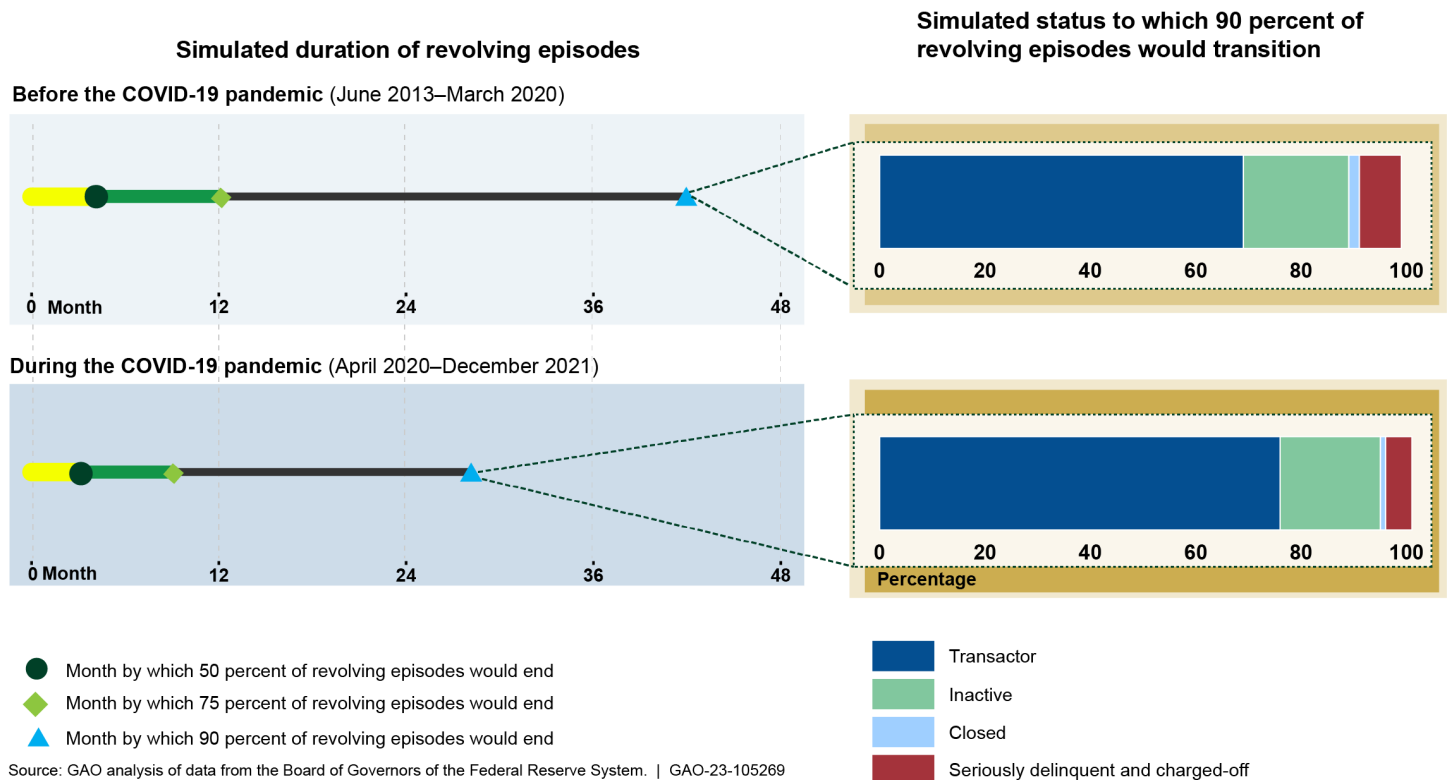 Simulated duration of revolving episodes
Simulated status to which 90 percent of
revolving episodes would transition
Before the COVID-19 pandemic (June 2013–March 2020)
0 Month 12 24 36 48
0 20 40 60 80 100
During the COVID-19 pandemic (April 2020–December 2021)
0 Month 12 24 36 48
0 20 40 60 80 100
Percentage
Month by which 50 percent of revolving episodes would end
Month by which 75 percent of revolving episodes would end
Month by which 90 percent of revolving episodes would end
Transactor
Inactive
Closed
Seriously delinquent and charged-off
Source: GAO analysis of data from the Board of Governors of the Federal Reserve System. | GAO-23-105269